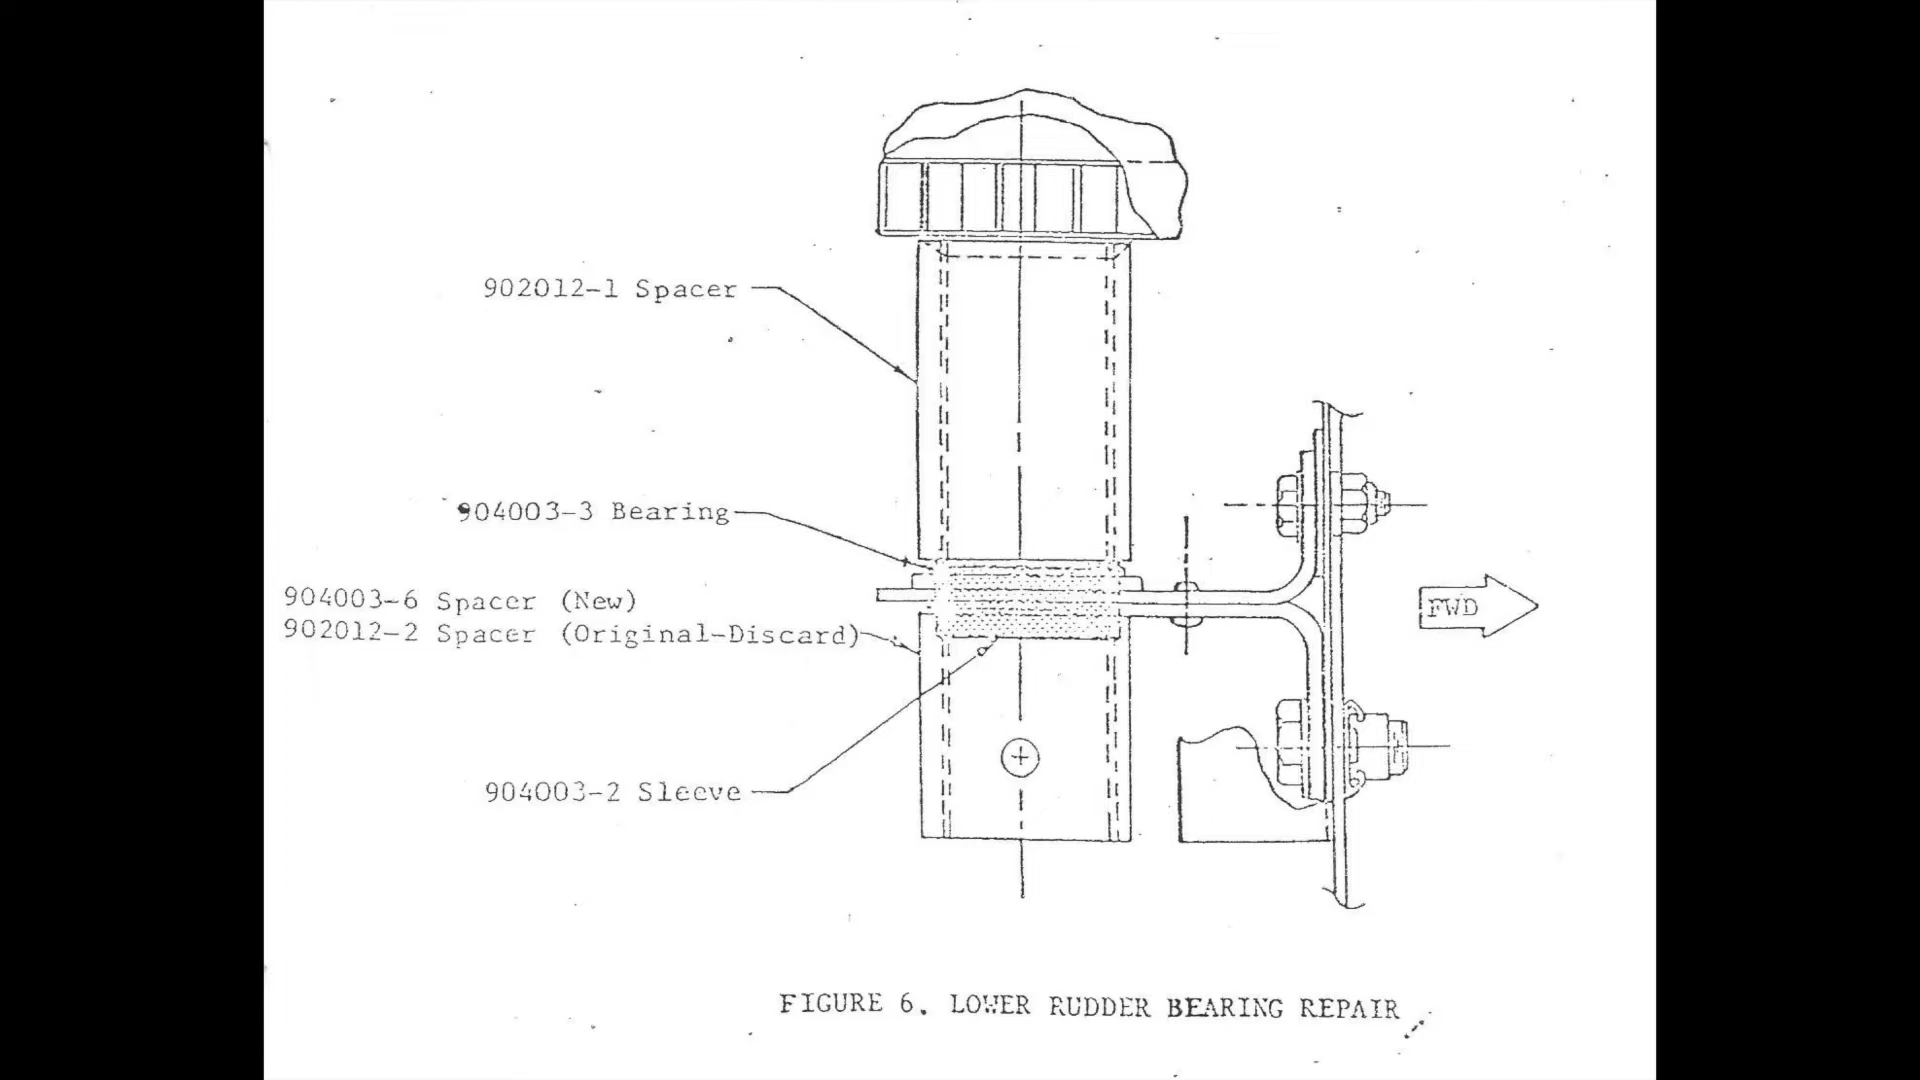 902012-1 Spacer
904003-3 Bearing
904003-6 Spacer (New)
902012-2 Spacer (Original-Discard)
FWD
904003-2 Sleeve
FIGURE 6. LOWER RUDDER BEARING REPAIR